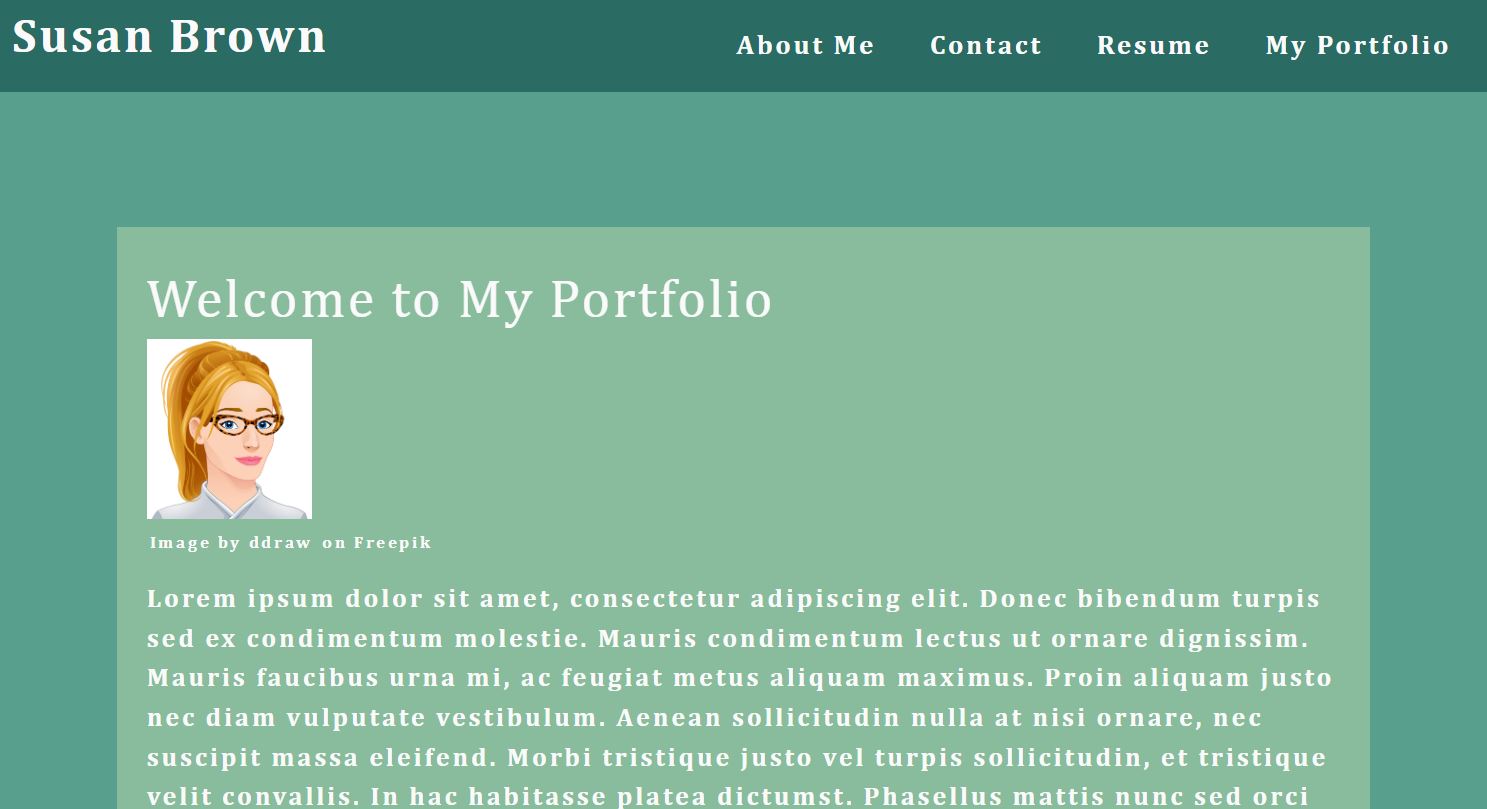 Susan Brown
About Me Contact Resume My Portfolio
Welcome to My Portfolio
Image by ddraw on Freepik
Lorem ipsum dolor sit amet, consectetur adipiscing elit. Donec bibendum turpis
sed ex condimentum molestie. Mauris condimentum lectus ut ornare dignissim.
Mauris faucibus urna mi, ac feugiat metus aliquam maximus. Proin aliquam justo
nec diam vulputate vestibulum. Aenean sollicitudin nulla at nisi ornare, nec
suscipit massa eleifend. Morbi tristique justo vel turpis sollicitudin, et tristique
velit convallis. In hac habitasse platea dictumst. Phasellus mattis nunc sed orci